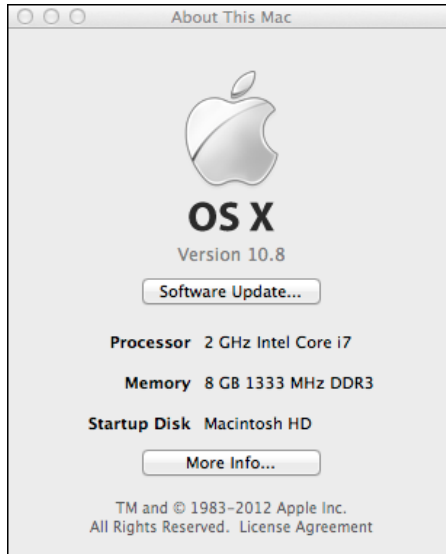 About This Mac
OS X
Version 10.8
Software Update...
Processor 2 GHz Intel Core i7
Memory 8 GB 1333 MHz DDR3
Startup Disk Macintosh HD
More Info...
TM and © 1983–2012 Apple Inc.
All Rights Reserved. License Agreement